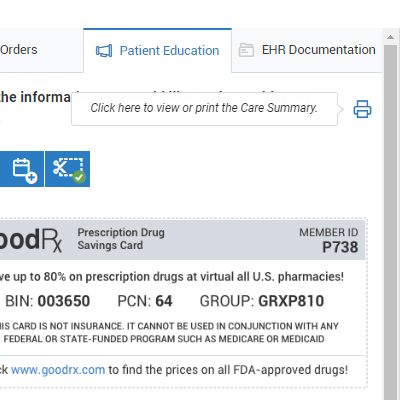 Orders
Patient Education
EHR Documentation
the informa
Click here to view or print the Care Summary.
oodRx
Prescription Drug
Savings Card
MEMBER ID
P738
ve up to 80% on prescription drugs at virtual all U.S. pharmacies!
BIN: 003650 PCN: 64 GROUP: GRXP810
IS CARD IS NOT INSURANCE. IT CANNOT BE USED IN CONJUNCTION WITH ANY
FEDERAL OR STATE-FUNDED PROGRAM SUCH AS MEDICARE OR MEDICAID
ck www.goodrx.com to find the prices on all FDA-approved drugs!